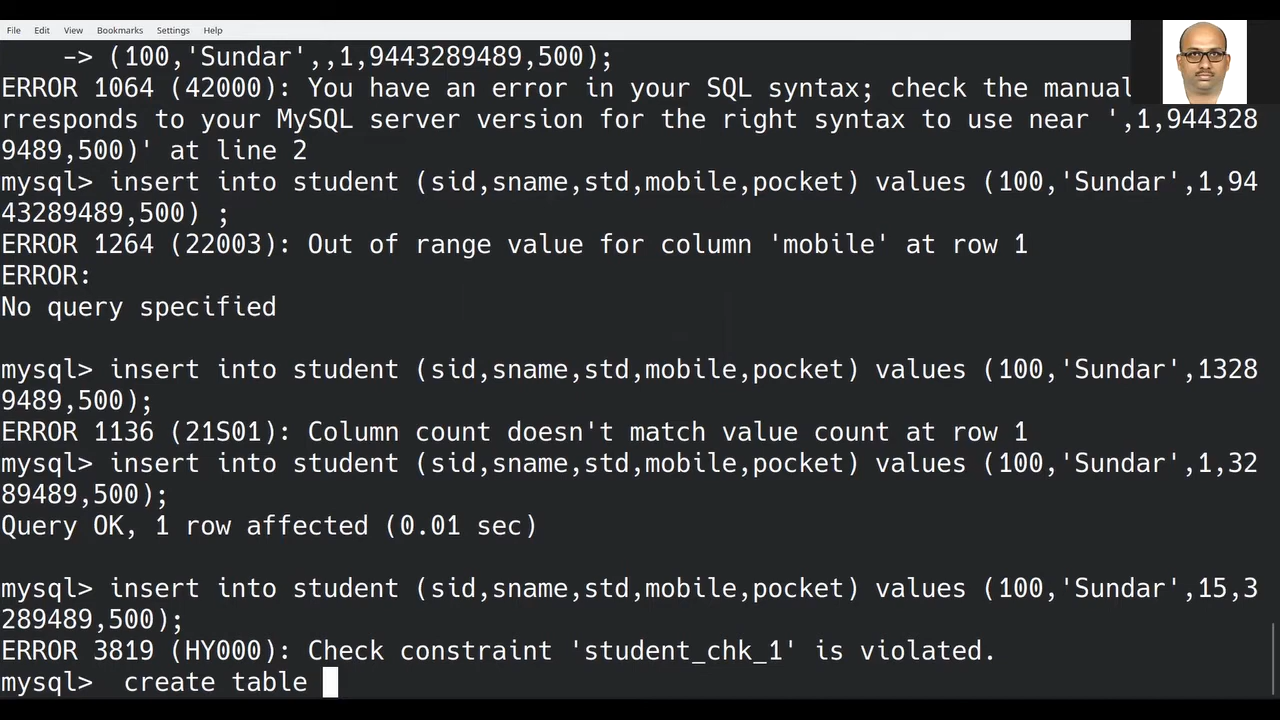 File Edit View Bookmarks Settings Help
-> (100,'Sundar',,1,9443289489,500);
ERROR 1064 (42000): You have an error in your SQL syntax; check the manual
rresponds to your MySQL server version for the right syntax to use near ',1,944328
9489,500)' at line 2
mysql> insert into student (sid,sname,std,mobile,pocket) values (100,'Sundar',1,94
43289489,500) ;
ERROR 1264 (22003): Out of range value for column 'mobile' at row 1
ERROR:
No query specified
mysql> insert into student (sid,sname,std,mobile,pocket) values (100,'Sundar',1328
9489,500);
ERROR 1136 (21S01): Column count doesn't match value count at row 1
mysql> insert into student (sid,sname,std,mobile,pocket) values (100,'Sundar',1,32
89489,500);
Query OK, 1 row affected (0.01 sec)
mysql> insert into student (sid,sname,std,mobile,pocket) values (100,'Sundar',15,3
289489,500);
ERROR 3819 (HY000): Check constraint 'student_chk_1' is violated.
mysql>  create table